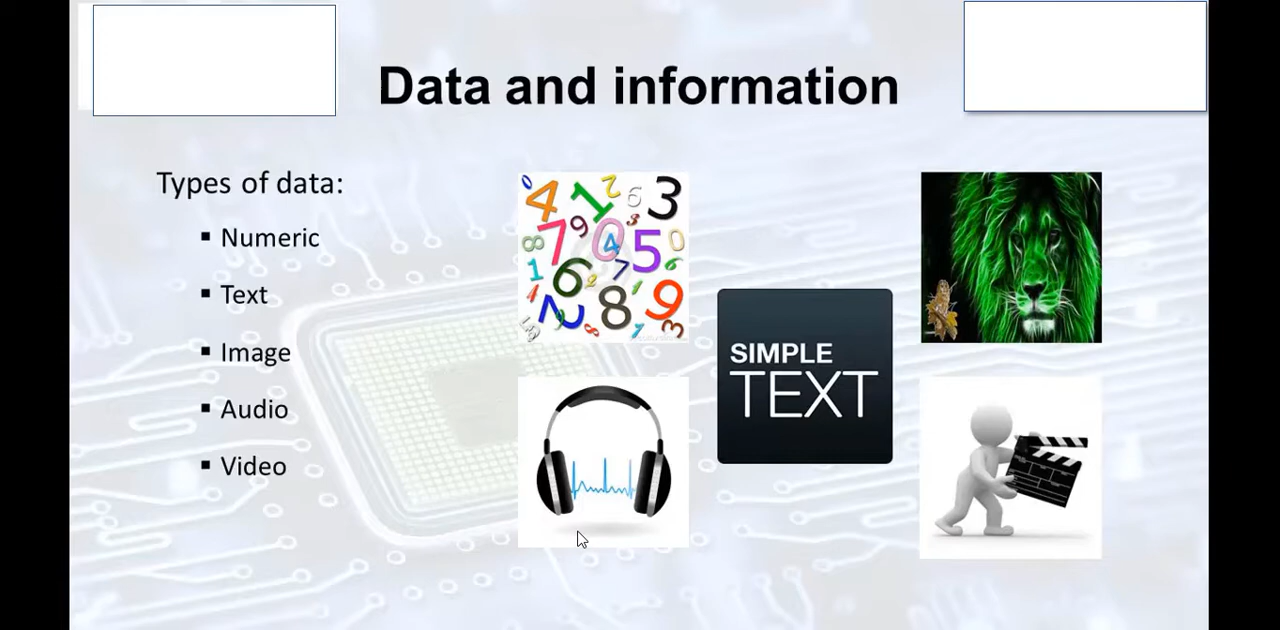 Data and information
Types of data:
▪ Numeric
▪ Text
▪ Image
▪ Audio
▪ Video
SIMPLE
TEXT